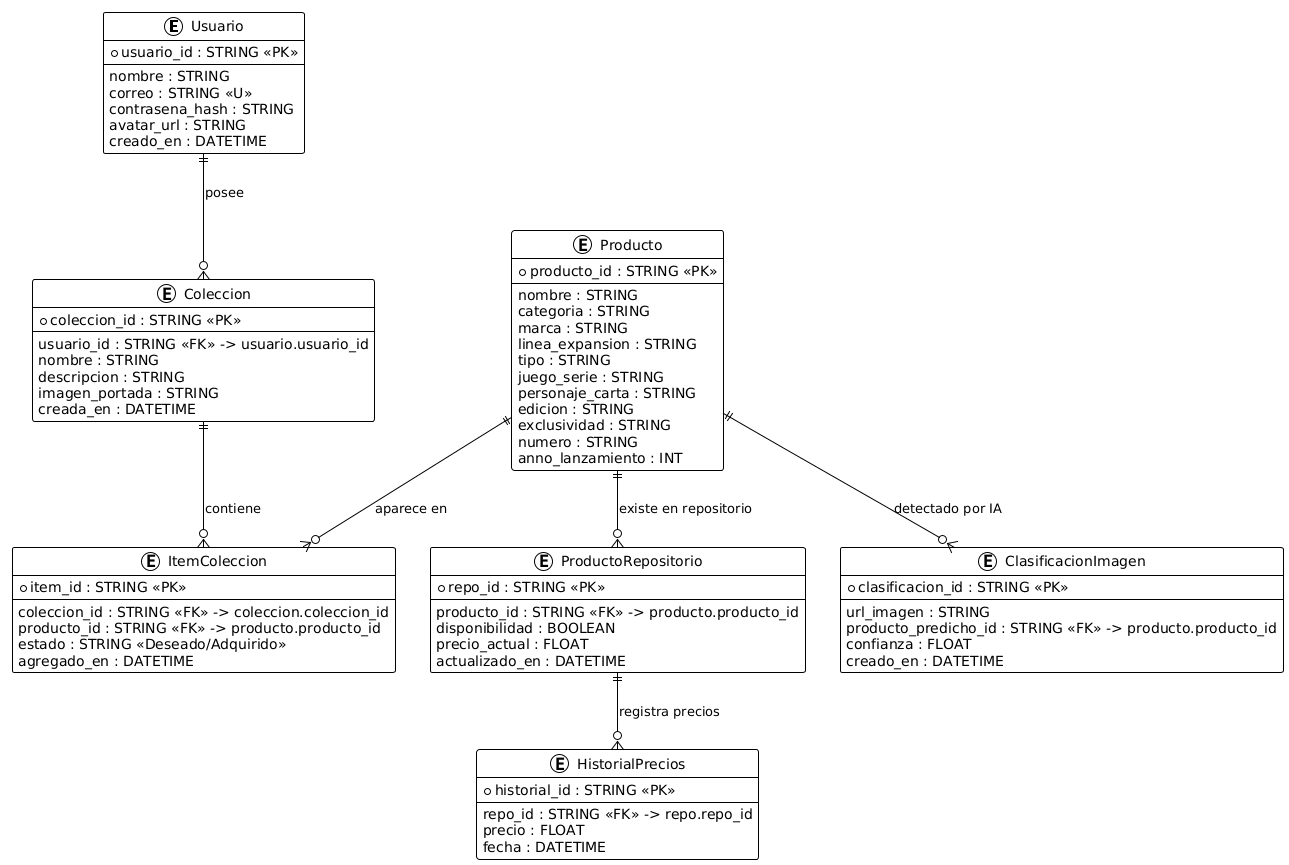 E Usuario
usuario_id : STRING «PK»
nombre : STRING
correo : STRING «U»
contrasena_hash : STRING
avatar_url : STRING
creado_en : DATETIME
posee
E Coleccion
coleccion_id : STRING «PK»
usuario_id : STRING «FK» -> usuario.usuario_id
nombre : STRING
descripcion : STRING
imagen_portada : STRING
creada_en : DATETIME
E Producto
producto_id : STRING «PK»
nombre : STRING
categoria : STRING
marca : STRING
linea_expansion : STRING
tipo : STRING
juego_serie : STRING
personaje_carta : STRING
edicion : STRING
exclusividad : STRING
numero : STRING
anno_lanzamiento : INT
contiene
aparece en
existe en repositorio
detectado por IA
E ItemColeccion
item_id : STRING «PK»
coleccion_id : STRING «FK» -> coleccion.coleccion_id
producto_id : STRING «FK» -> producto.producto_id
estado : STRING «Deseado/Adquirido»
agregado_en : DATETIME
E ProductoRepositorio
repo_id : STRING «PK»
producto_id : STRING «FK» -> producto.producto_id
disponibilidad : BOOLEAN
precio_actual : FLOAT
actualizado_en : DATETIME
E ClasificacionImagen
clasificacion_id : STRING «PK»
url_imagen : STRING
producto_predicho_id : STRING «FK» -> producto.producto_id
confianza : FLOAT
creado_en : DATETIME
registra precios
E HistorialPrecios
historial_id : STRING «PK»
repo_id : STRING «FK» -> repo.repo_id
precio : FLOAT
fecha : DATETIME